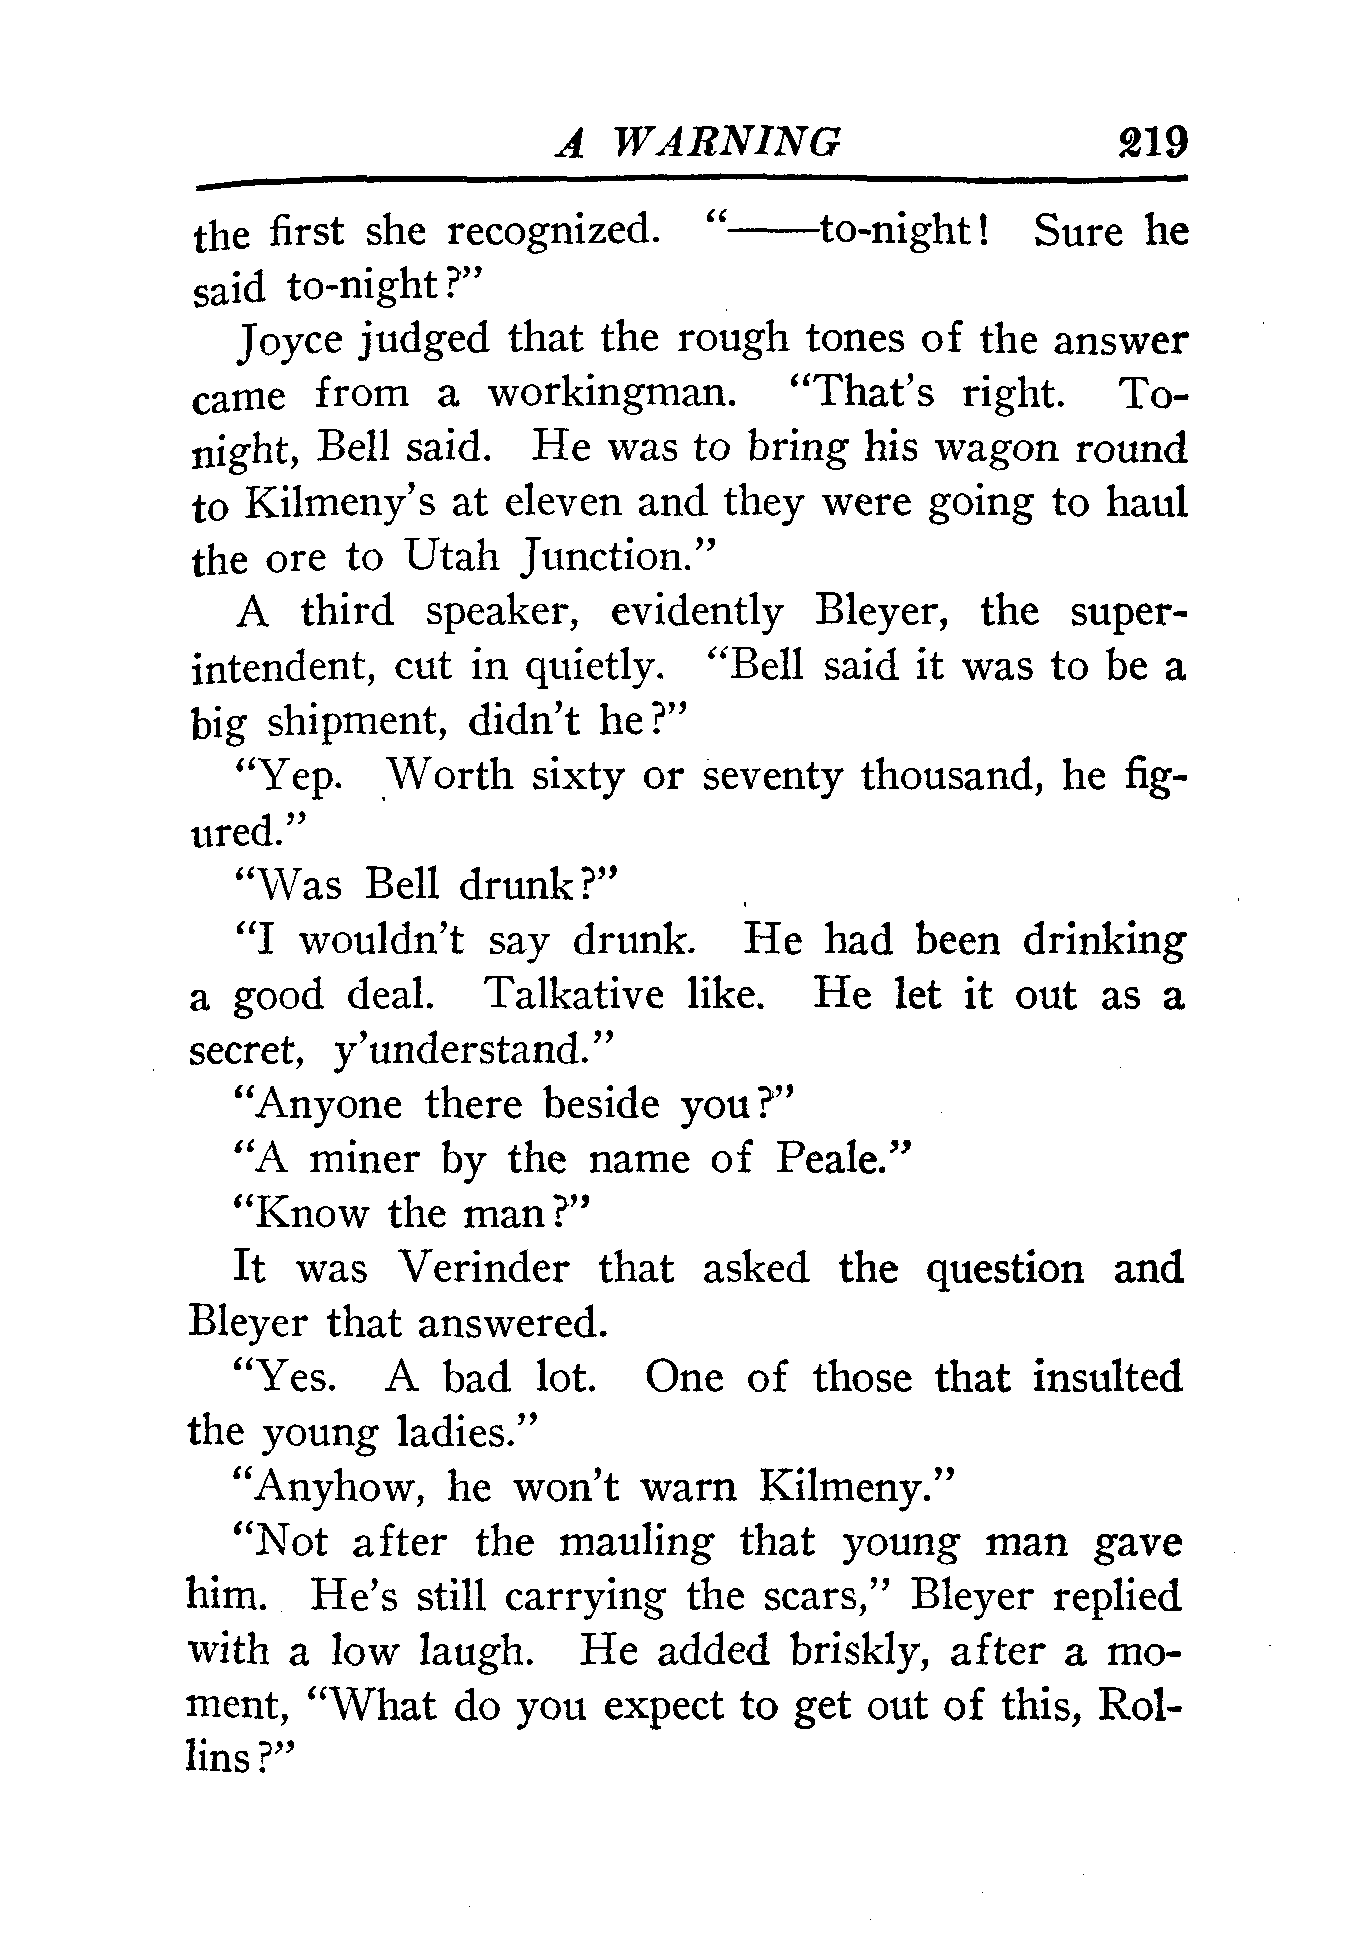 A WARNING 219
the first she recognized. "——to-night! Sure he
said to-night?"
Joyce judged that the rough tones of the answer
came from a workingman. "That's right. To-
night, Bell said. He was to bring his wagon round
to Kilmeny's at eleven and they were going to haul
the ore to Utah Junction."
A third speaker, evidently Bleyer, the super-
intendent, cut in quietly. "Bell said it was to be a
big shipment, didn't he?"
"Yep. Worth sixty or seventy thousand, he fig-
ured."
"Was Bell drunk?"
"I wouldn't say drunk. He had been drinking
a good deal. Talkative like. He let it out as a
secret, y'understand."
"Anyone there beside you?"
"A miner by the name of Peale."
"Know the man?"
It was Verinder that asked the question and
Bleyer that answered.
"Yes. A bad lot. One of those that insulted
the young ladies."
"Anyhow, he won't warn Kilmeny."
"Not after the mauling that young man gave
him. He's still carrying the scars," Bleyer replied
with a low laugh. He added briskly, after a mo-
ment, "What do you expect to get out of this, Rol-
lins?"